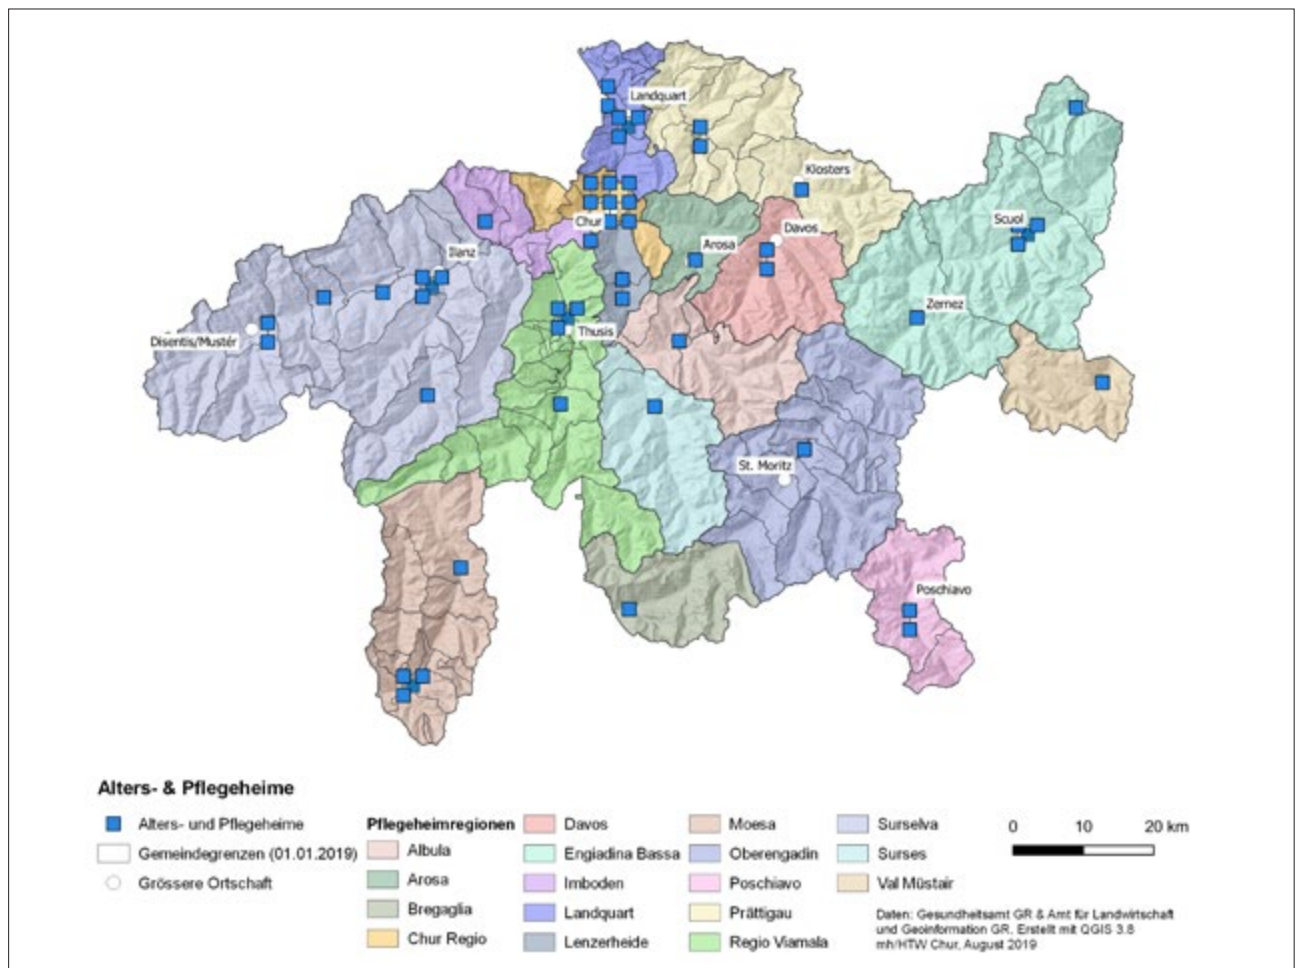 Landquart
Klosters
Chur
Scuol
Davos
Arosa
Ilanz
Zernez
Thusis
Disentis/Mustér
St. Moritz
Poschiavo
Alters- & Pflegeheime
Alters- und Pflegeheime
Gemeindegrenzen (01.01.2019)
Grössere Ortschaft
Pflegeheimregionen
Albula
Arosa
Bregaglia
Chur Regio
Davos
Engiadina Bassa
Imboden
Landquart
Lenzerheide
Moesa
Oberengadin
Poschiavo
Prättigau
Regio Viamala
Surselva
Surses
Val Müstair
0 10 20 km
Daten: Gesundheitsamt GR & Amt für Landwirtschaft
und Geoinformation GR. Erstellt mit QGIS 3.8
mh/HTW Chur, August 2019